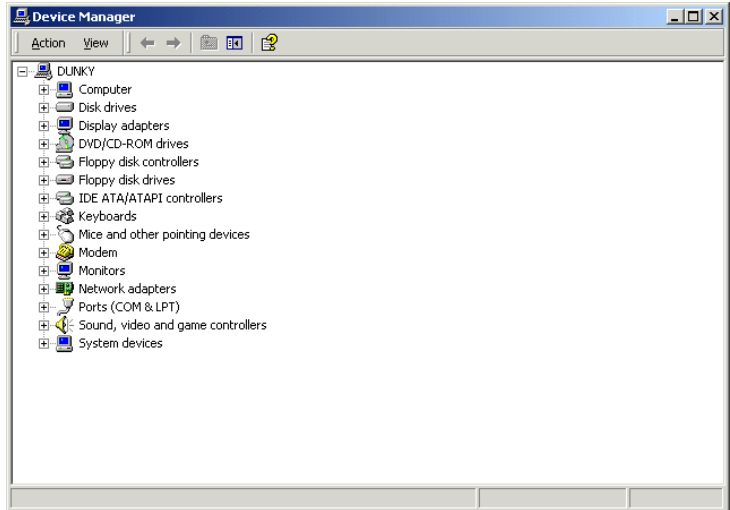 Device Manager
Action View
DUNKY
Computer
Disk drives
Display adapters
DVD/CD-ROM drives
Floppy disk controllers
Floppy disk drives
IDE ATA/ATAPI controllers
Keyboards
Mice and other pointing devices
Modem
Monitors
Network adapters
Ports (COM & LPT)
Sound, video and game controllers
System devices